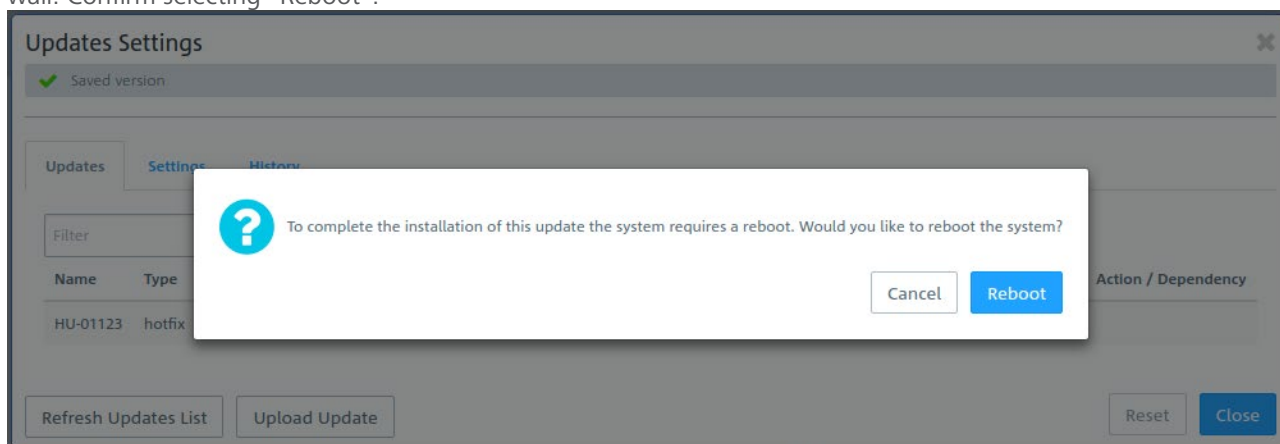 Wall. Confirm selecting "Reboot".
Updates Settings
Saved version
Updates Settings History
To complete the installation of this update the system requires a reboot. Would you like to reboot the system?
Filter
Name Type Action / Dependency
Cancel Reboot
HU-01123 hotfix
Refresh Updates List Upload Update Reset Close